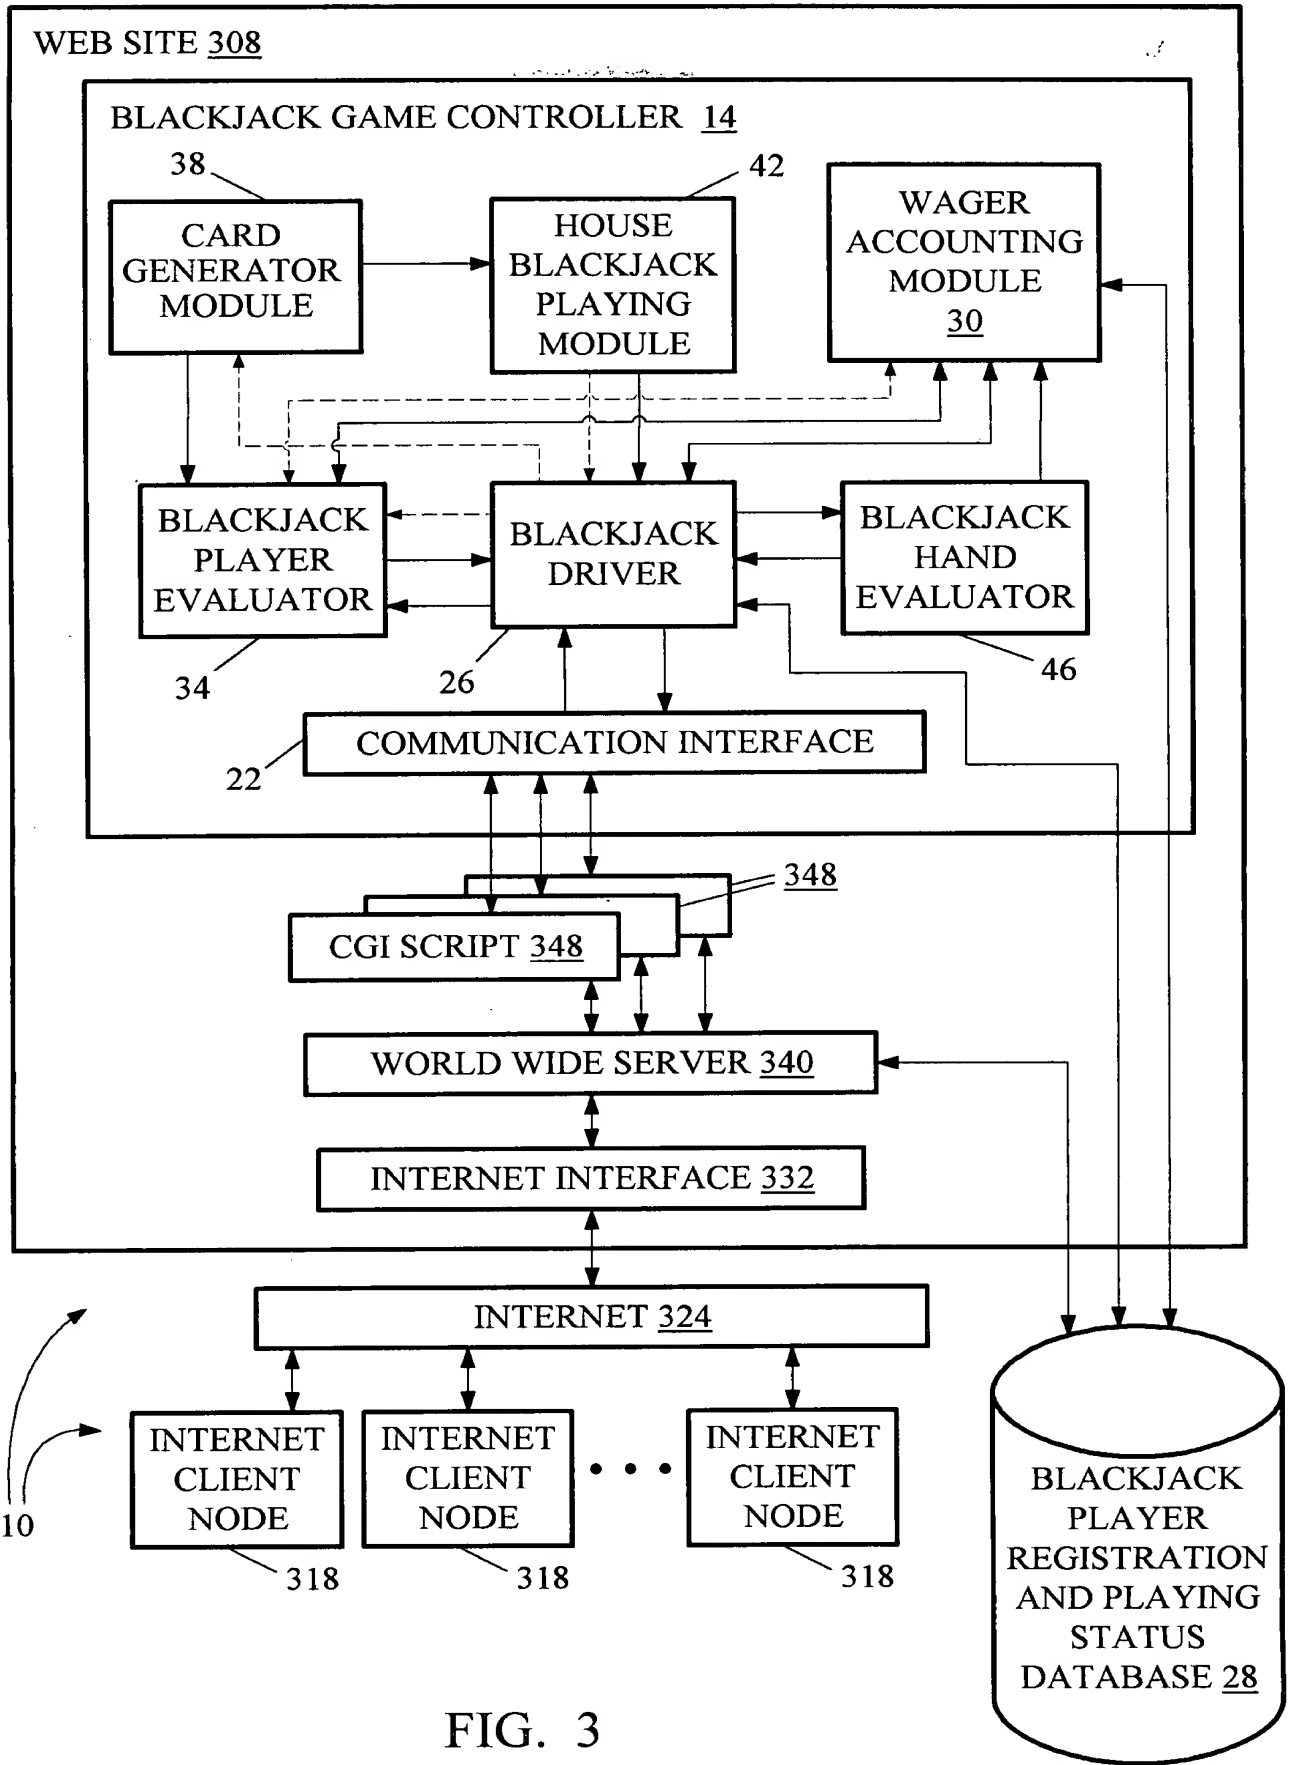 WEB SITE 308
BLACKJACK GAME CONTROLLER 14
38
42
CARD
GENERATOR
MODULE
HOUSE
BLACKJACK
PLAYING
MODULE
WAGER
ACCOUNTING
MODULE
30
BLACKJACK
PLAYER
EVALUATOR
BLACKJACK
DRIVER
BLACKJACK
HAND
EVALUATOR
34
26
46
COMMUNICATION INTERFACE
22
348
CGI SCRIPT 348
WORLD WIDE SERVER 340
INTERNET INTERFACE 332
INTERNET 324
INTERNET
CLIENT
NODE
INTERNET
CLIENT
NODE
INTERNET
CLIENT
NODE
10
318
318
318
BLACKJACK
PLAYER
REGISTRATION
AND PLAYING
STATUS
DATABASE 28
FIG. 3